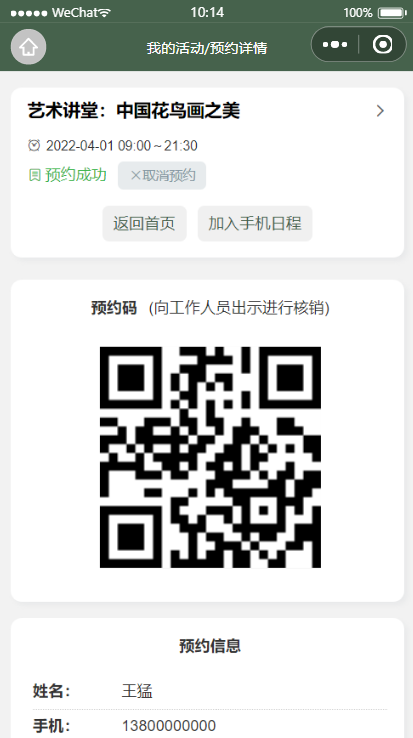 WeChat 10:14 100%
我的活动/预约详情
艺术讲堂：中国花鸟画之美
2022-04-01 09:00～21:30
预约成功 ×取消预约
返回首页 加入手机日程
预约码 (向工作人员出示进行核销)
预约信息
姓名： 王猛
手机： 13800000000